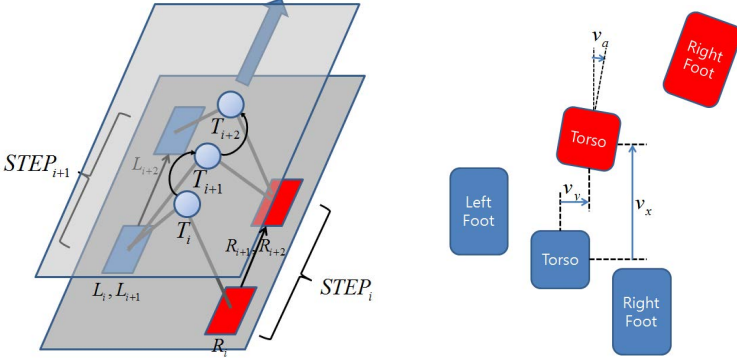 STEP_{i+1}
T_{i+2}
L_{i+2}
T_{i+1}
T_i
L_i, L_{i+1}
R_{i+1}, R_{i+2}
STEP_i
R_i
v_a
Right
Foot
Torso
Left
Foot
v_y
v_x
Torso
Right
Foot